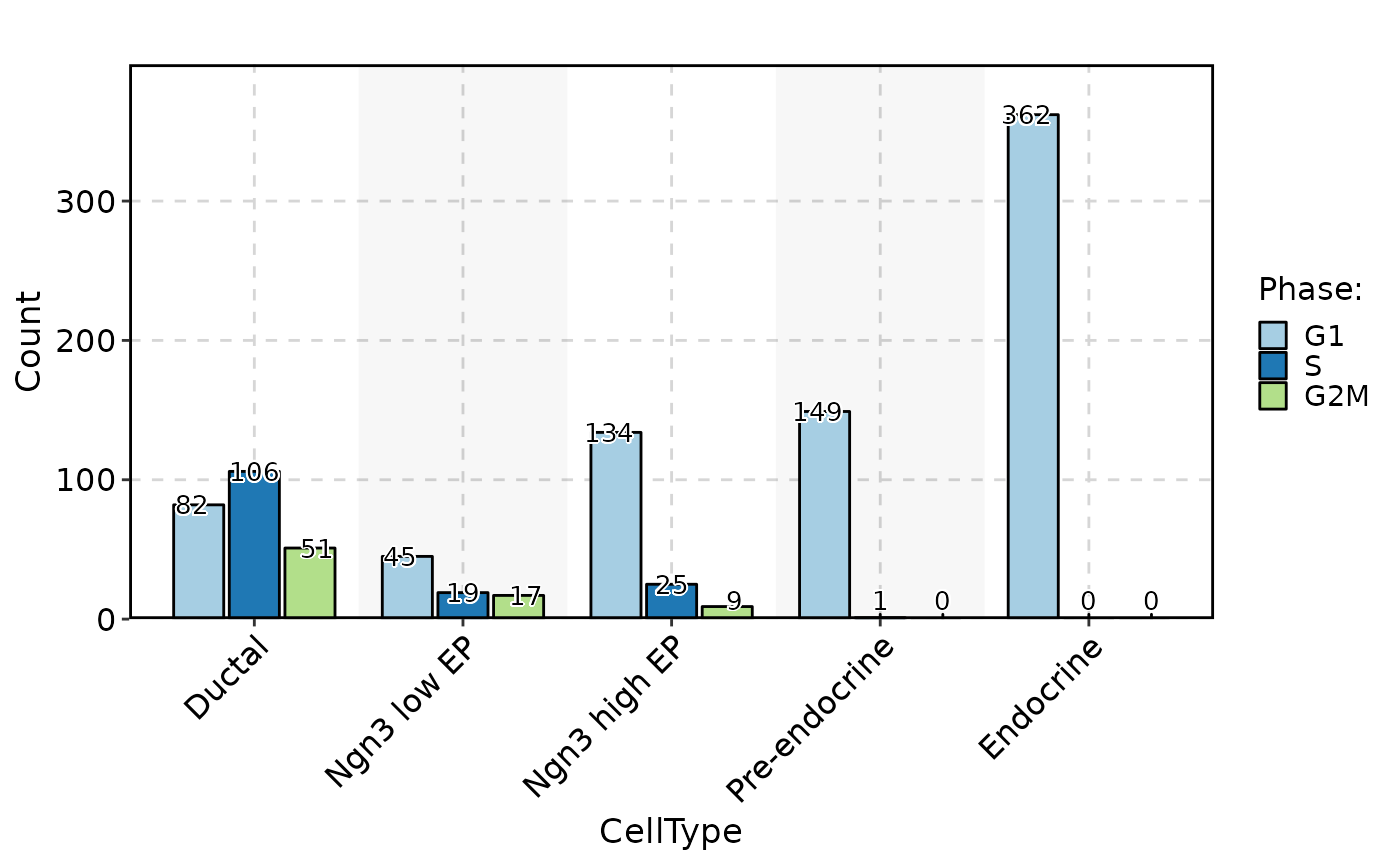 Count
300
200
100
0
82
106
51
45
19
17
134
25
9
149
1
0
362
0
0
Ductal
Ngn3 low EP
Ngn3 high EP
Pre-endocrine
Endocrine
CellType
Phase:
G1
S
G2M